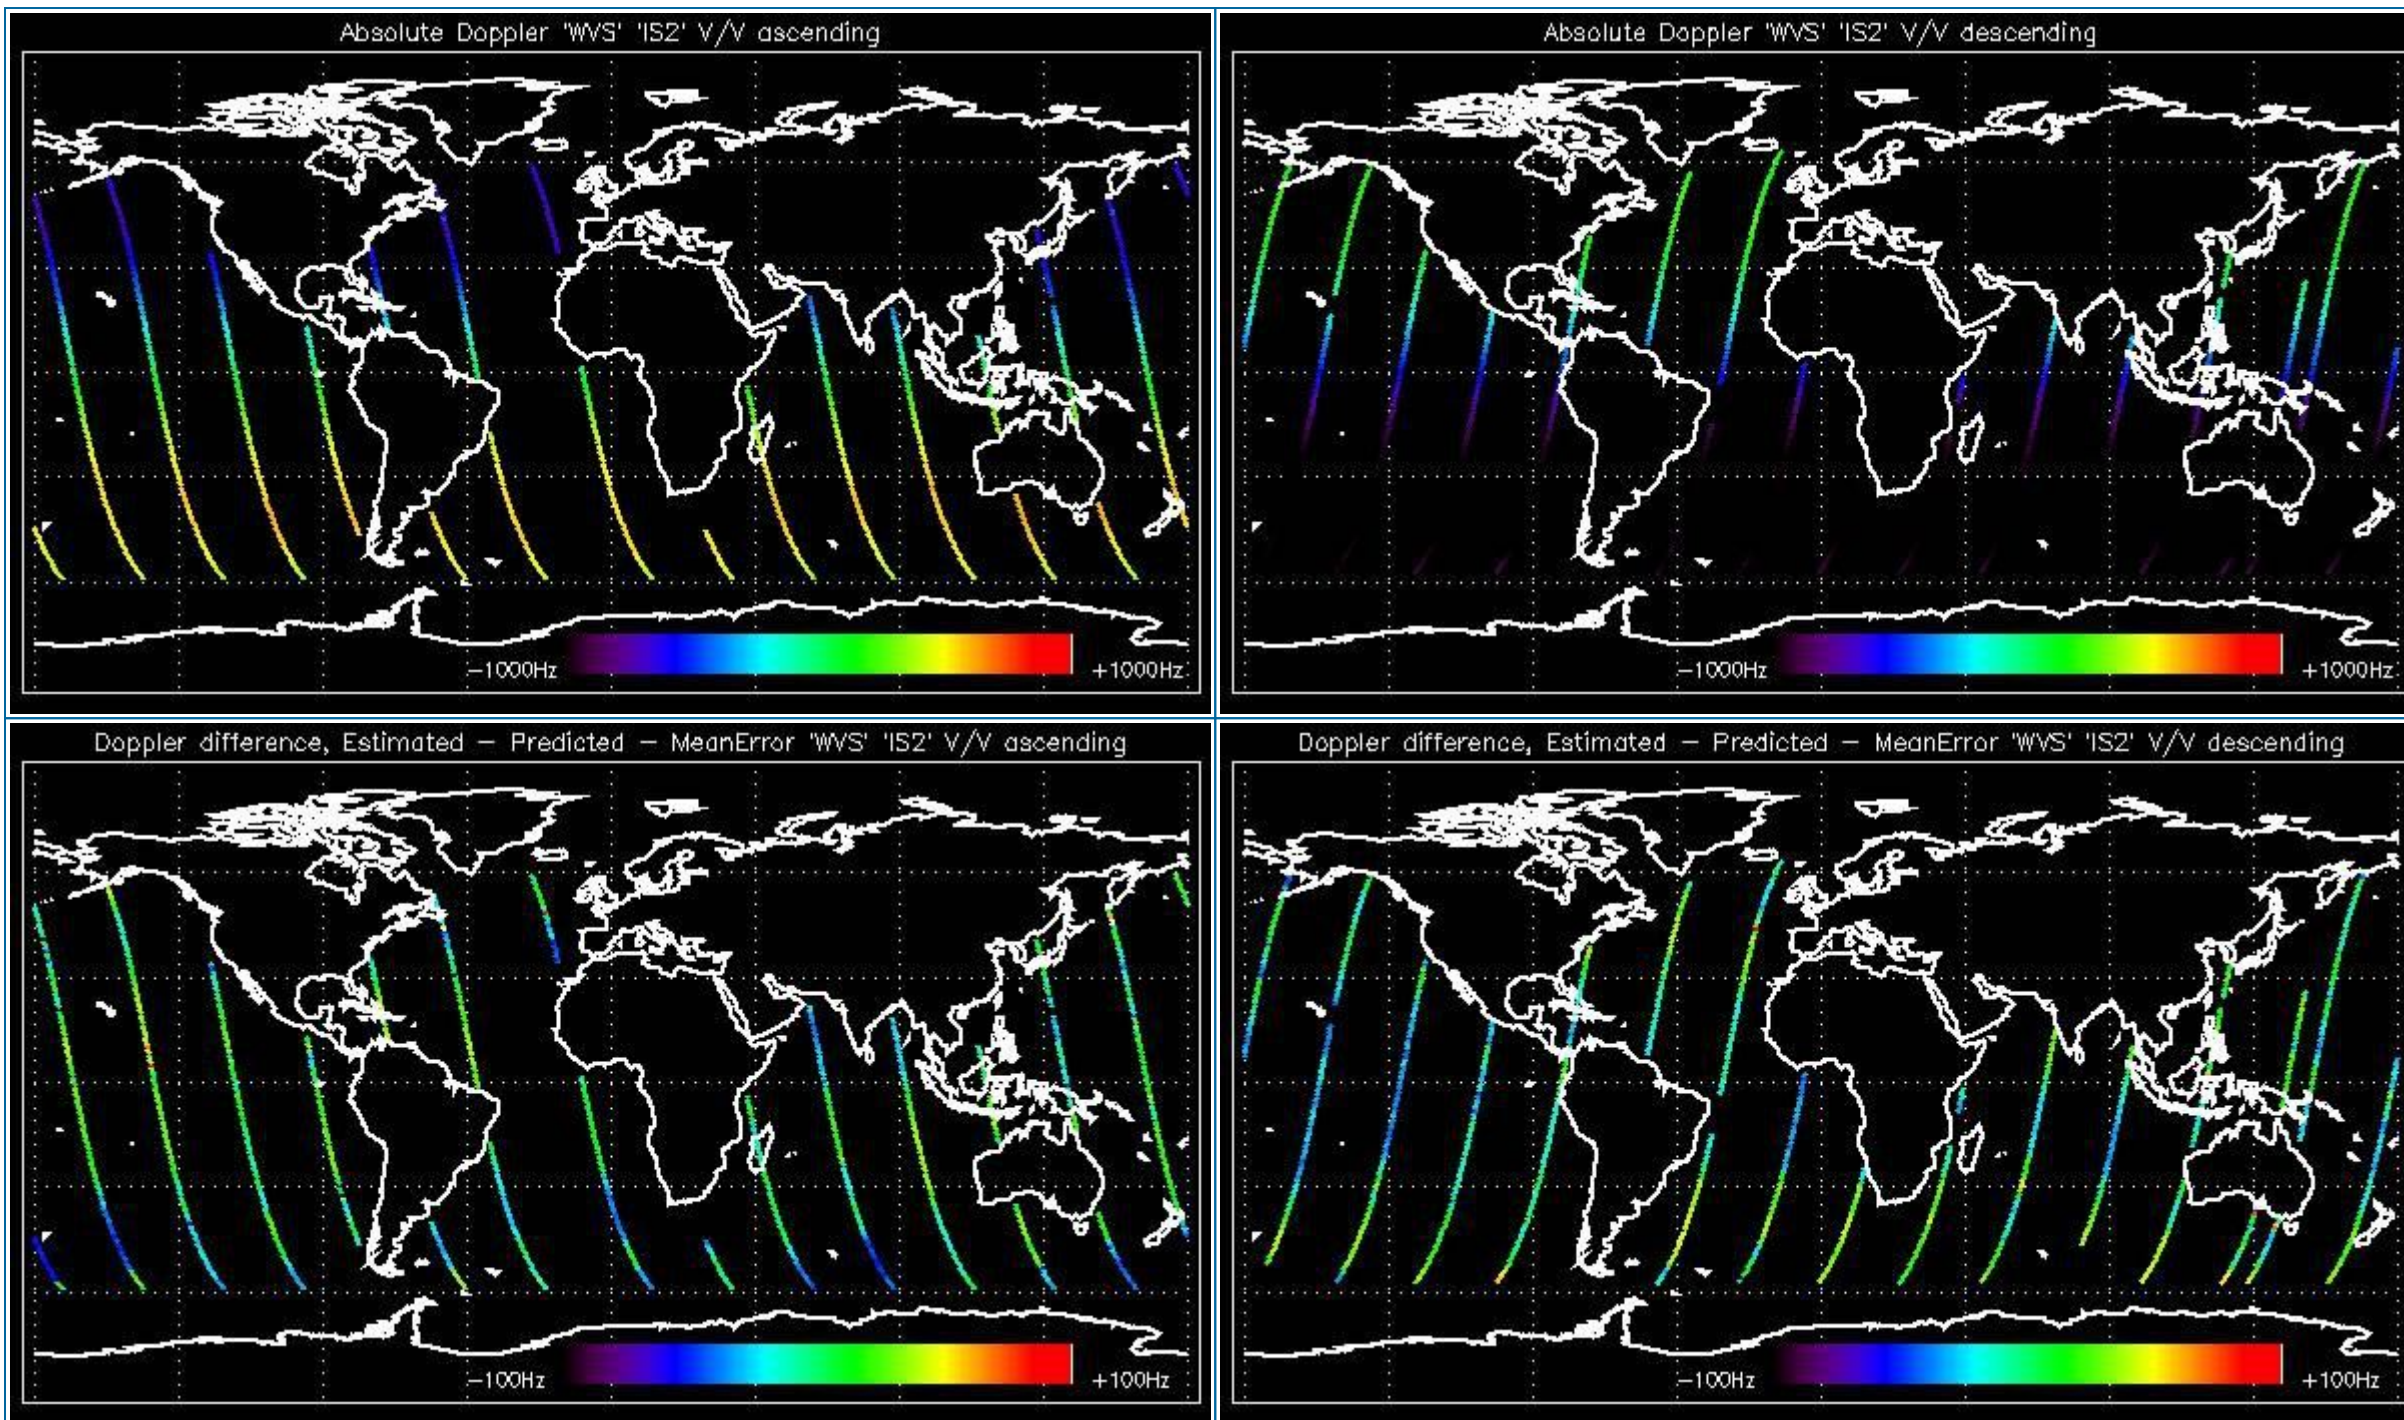 Absolute Doppler 'WVS' 'IS2' V/V ascending
-1000Hz
+1000Hz
Absolute Doppler 'WVS' 'IS2' V/V descending
-1000Hz
+1000Hz
Doppler difference, Estimated - Predicted - MeanError 'WVS' 'IS2' V/V ascending
-100Hz
+100Hz
Doppler difference, Estimated - Predicted - MeanError 'WVS' 'IS2' V/V descending
-100Hz
+100Hz